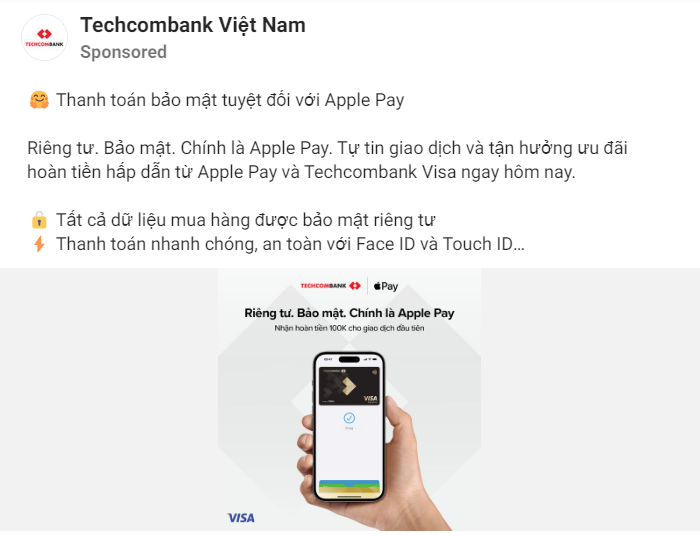 TECHCOMBANK
Techcombank Việt Nam
Sponsored
🤗 Thanh toán bảo mật tuyệt đối với Apple Pay
Riêng tư. Bảo mật. Chính là Apple Pay. Tự tin giao dịch và tận hưởng ưu đãi
hoàn tiền hấp dẫn từ Apple Pay và Techcombank Visa ngay hôm nay.
🔒 Tất cả dữ liệu mua hàng được bảo mật riêng tư
⚡ Thanh toán nhanh chóng, an toàn với Face ID và Touch ID...
TECHCOMBANK Pay
Riêng tư. Bảo mật. Chính là Apple Pay
Nhận hoàn tiền 100K cho giao dịch đầu tiên
TECHCOMBANK
VISA
VISA